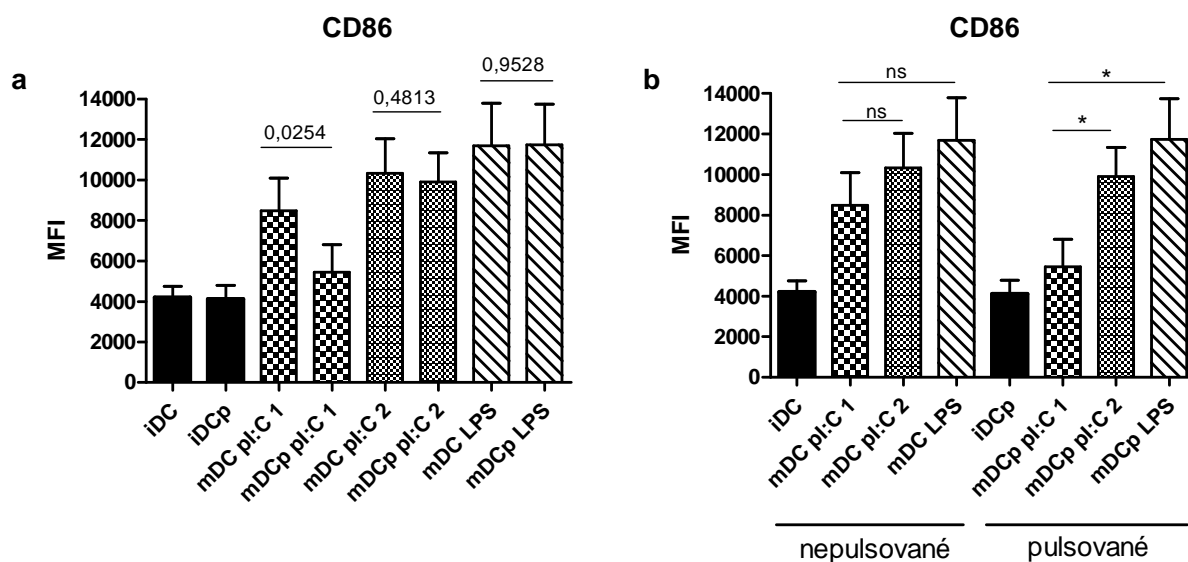 CD86
a
0,9528
0,4813
0,0254
14000
12000
10000
8000
6000
4000
2000
0
MFI
iDC
iDCp
mDC pI:C 1
mDCp pI:C 1
mDC pI:C 2
mDCp pI:C 2
mDC LPS
mDCp LPS
CD86
b
ns
*
ns
*
14000
12000
10000
8000
6000
4000
2000
0
MFI
iDC
mDC pI:C 1
mDC pI:C 2
mDC LPS
iDCp
mDCp pI:C 1
mDCp pI:C 2
mDCp LPS
nepulsované
pulsované